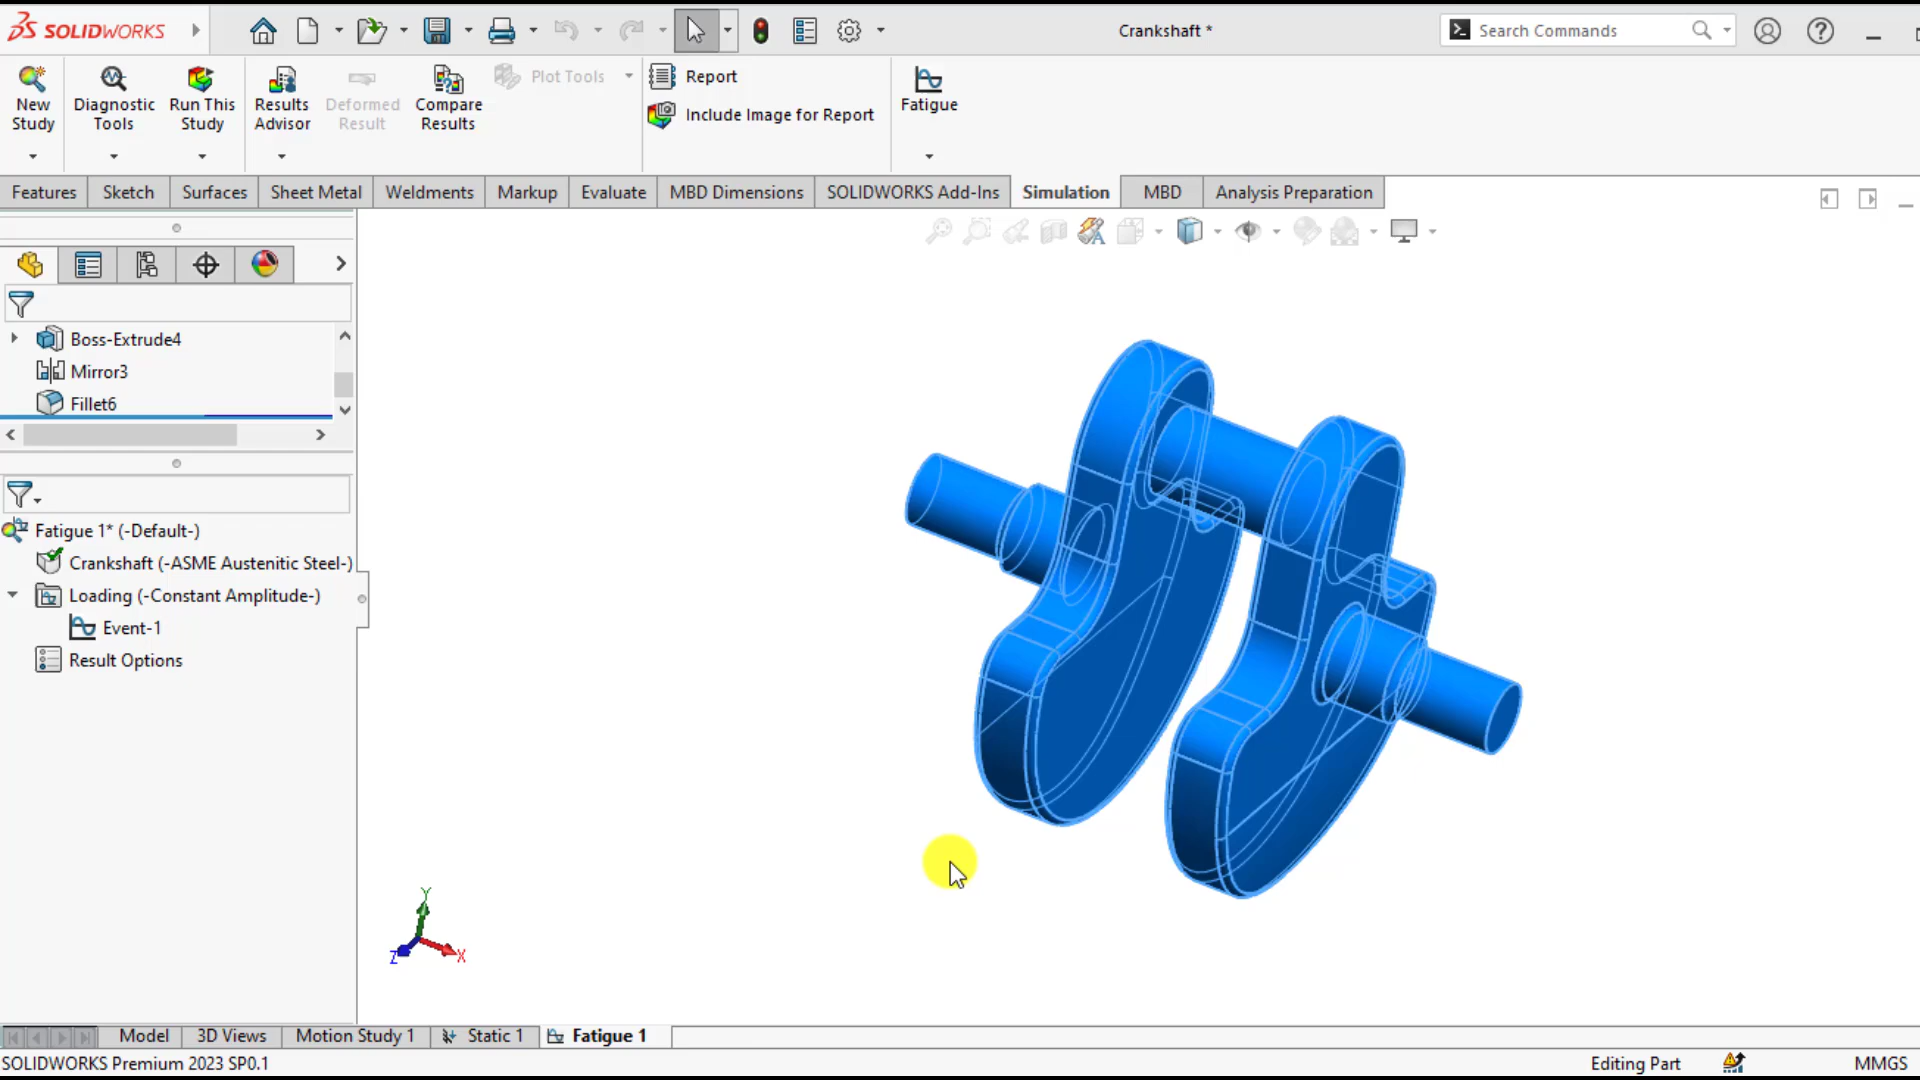 SOLIDWORKS
Crankshaft *
Search Commands
New Study
Diagnostic Tools
Run This Study
Results Advisor
Deformed Result
Compare Results
Plot Tools
Report
Include Image for Report
Fatigue
Features
Sketch
Surfaces
Sheet Metal
Weldments
Markup
Evaluate
MBD Dimensions
SOLIDWORKS Add-Ins
Simulation
MBD
Analysis Preparation
Boss-Extrude4
Mirror3
Fillet6
Fatigue 1* (-Default-)
Crankshaft (-ASME Austenitic Steel-)
Loading (-Constant Amplitude-)
Event-1
Result Options
Y
Z
X
Model
3D Views
Motion Study 1
Static 1
Fatigue 1
SOLIDWORKS Premium 2023 SP0.1
Editing Part
MMGS